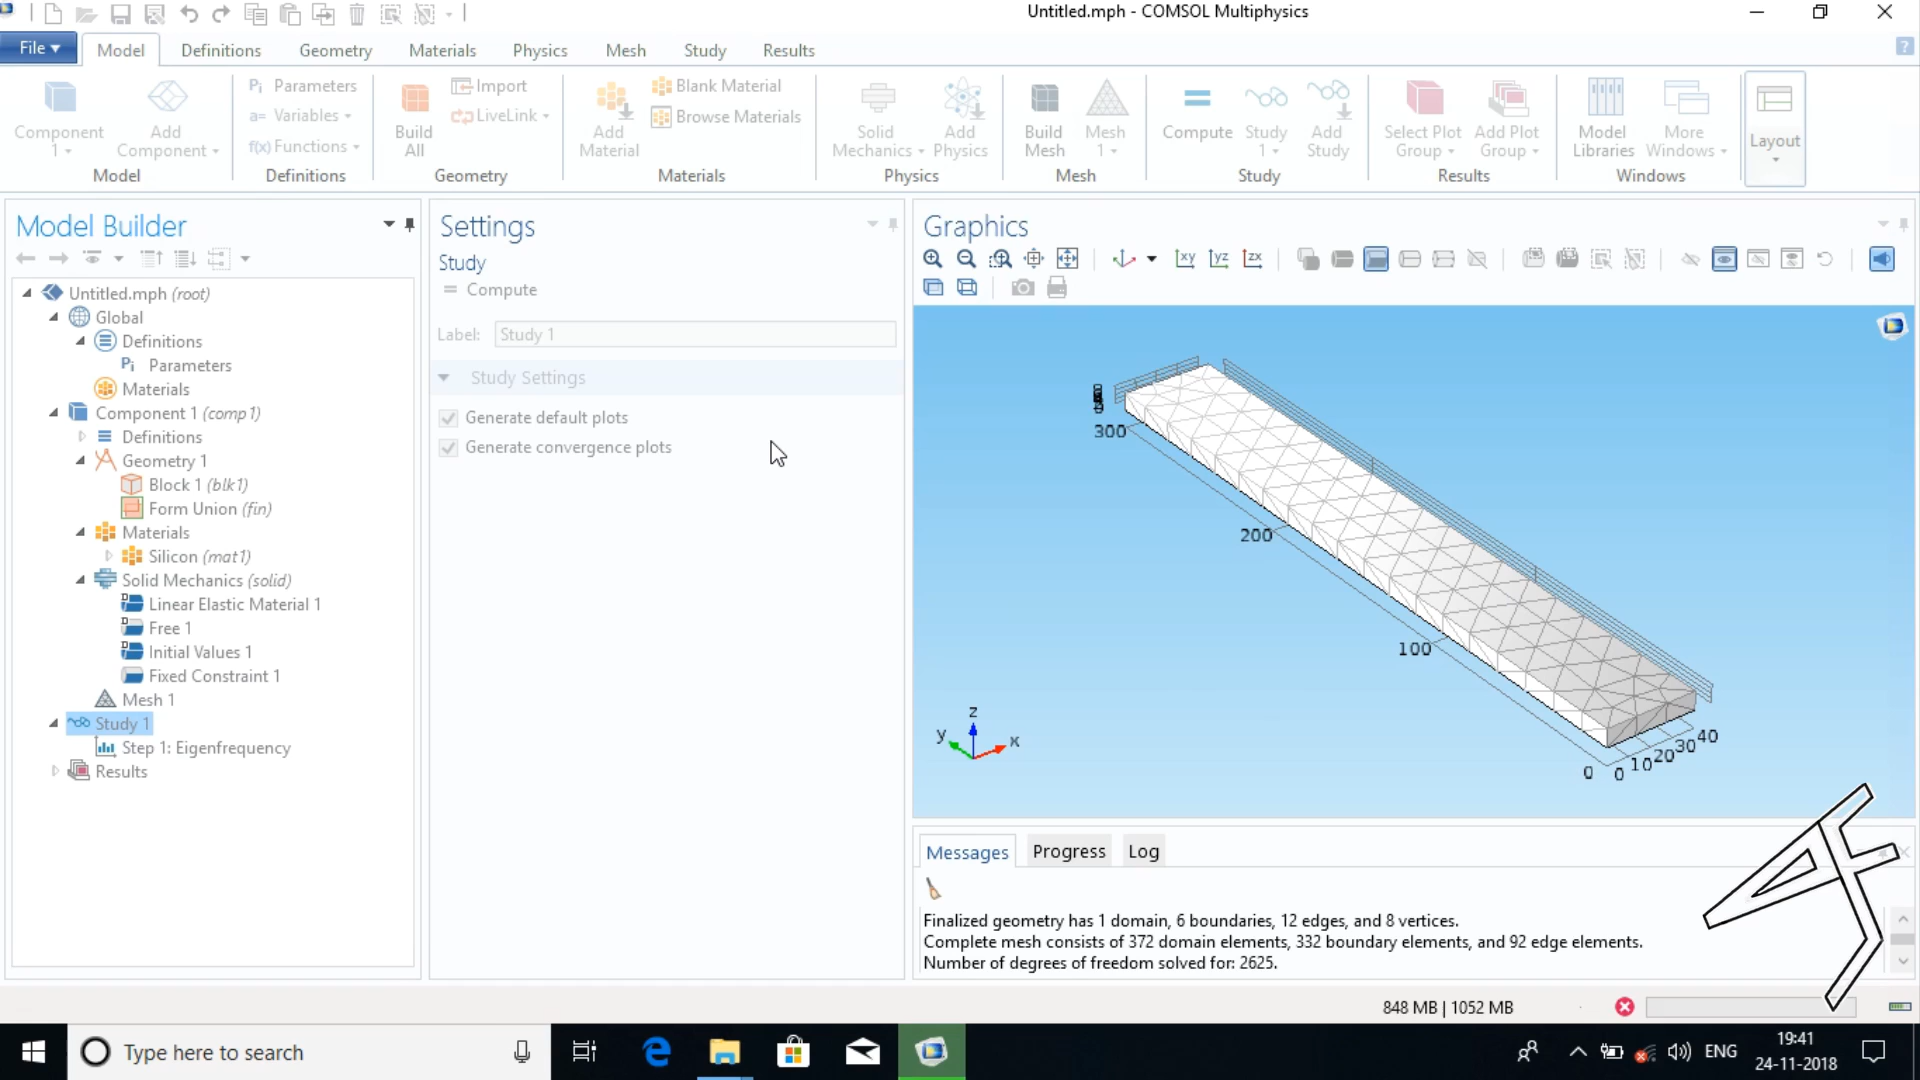 Untitled.mph - COMSOL Multiphysics
File
Model
Definitions
Geometry
Materials
Physics
Mesh
Study
Results
Component
1
Add
Component
Model
Pi Parameters
a= Variables
f(x) Functions
Definitions
Build
All
Import
LiveLink
Geometry
Add
Material
Blank Material
Browse Materials
Materials
Solid
Mechanics
Add
Physics
Physics
Build
Mesh
Mesh
1
Mesh
Compute
Study
1
Add
Study
Study
Select Plot
Group
Add Plot
Group
Results
Model
Libraries
More
Windows
Windows
Layout
Model Builder
Untitled.mph (root)
Global
Definitions
Pi Parameters
Materials
Component 1 (comp1)
Definitions
Geometry 1
Block 1 (blk1)
Form Union (fin)
Materials
Silicon (mat1)
Solid Mechanics (solid)
Linear Elastic Material 1
Free 1
Initial Values 1
Fixed Constraint 1
Mesh 1
Study 1
Step 1: Eigenfrequency
Results
Settings
Study
= Compute
Label: Study 1
Study Settings
Generate default plots
Generate convergence plots
Graphics
xy yz zx
300
200
100
0
0 10 20 30 40
z
y
x
Messages
Progress
Log
Finalized geometry has 1 domain, 6 boundaries, 12 edges, and 8 vertices.
Complete mesh consists of 372 domain elements, 332 boundary elements, and 92 edge elements.
Number of degrees of freedom solved for: 2625.
848 MB | 1052 MB
Type here to search
ENG
19:41
24-11-2018